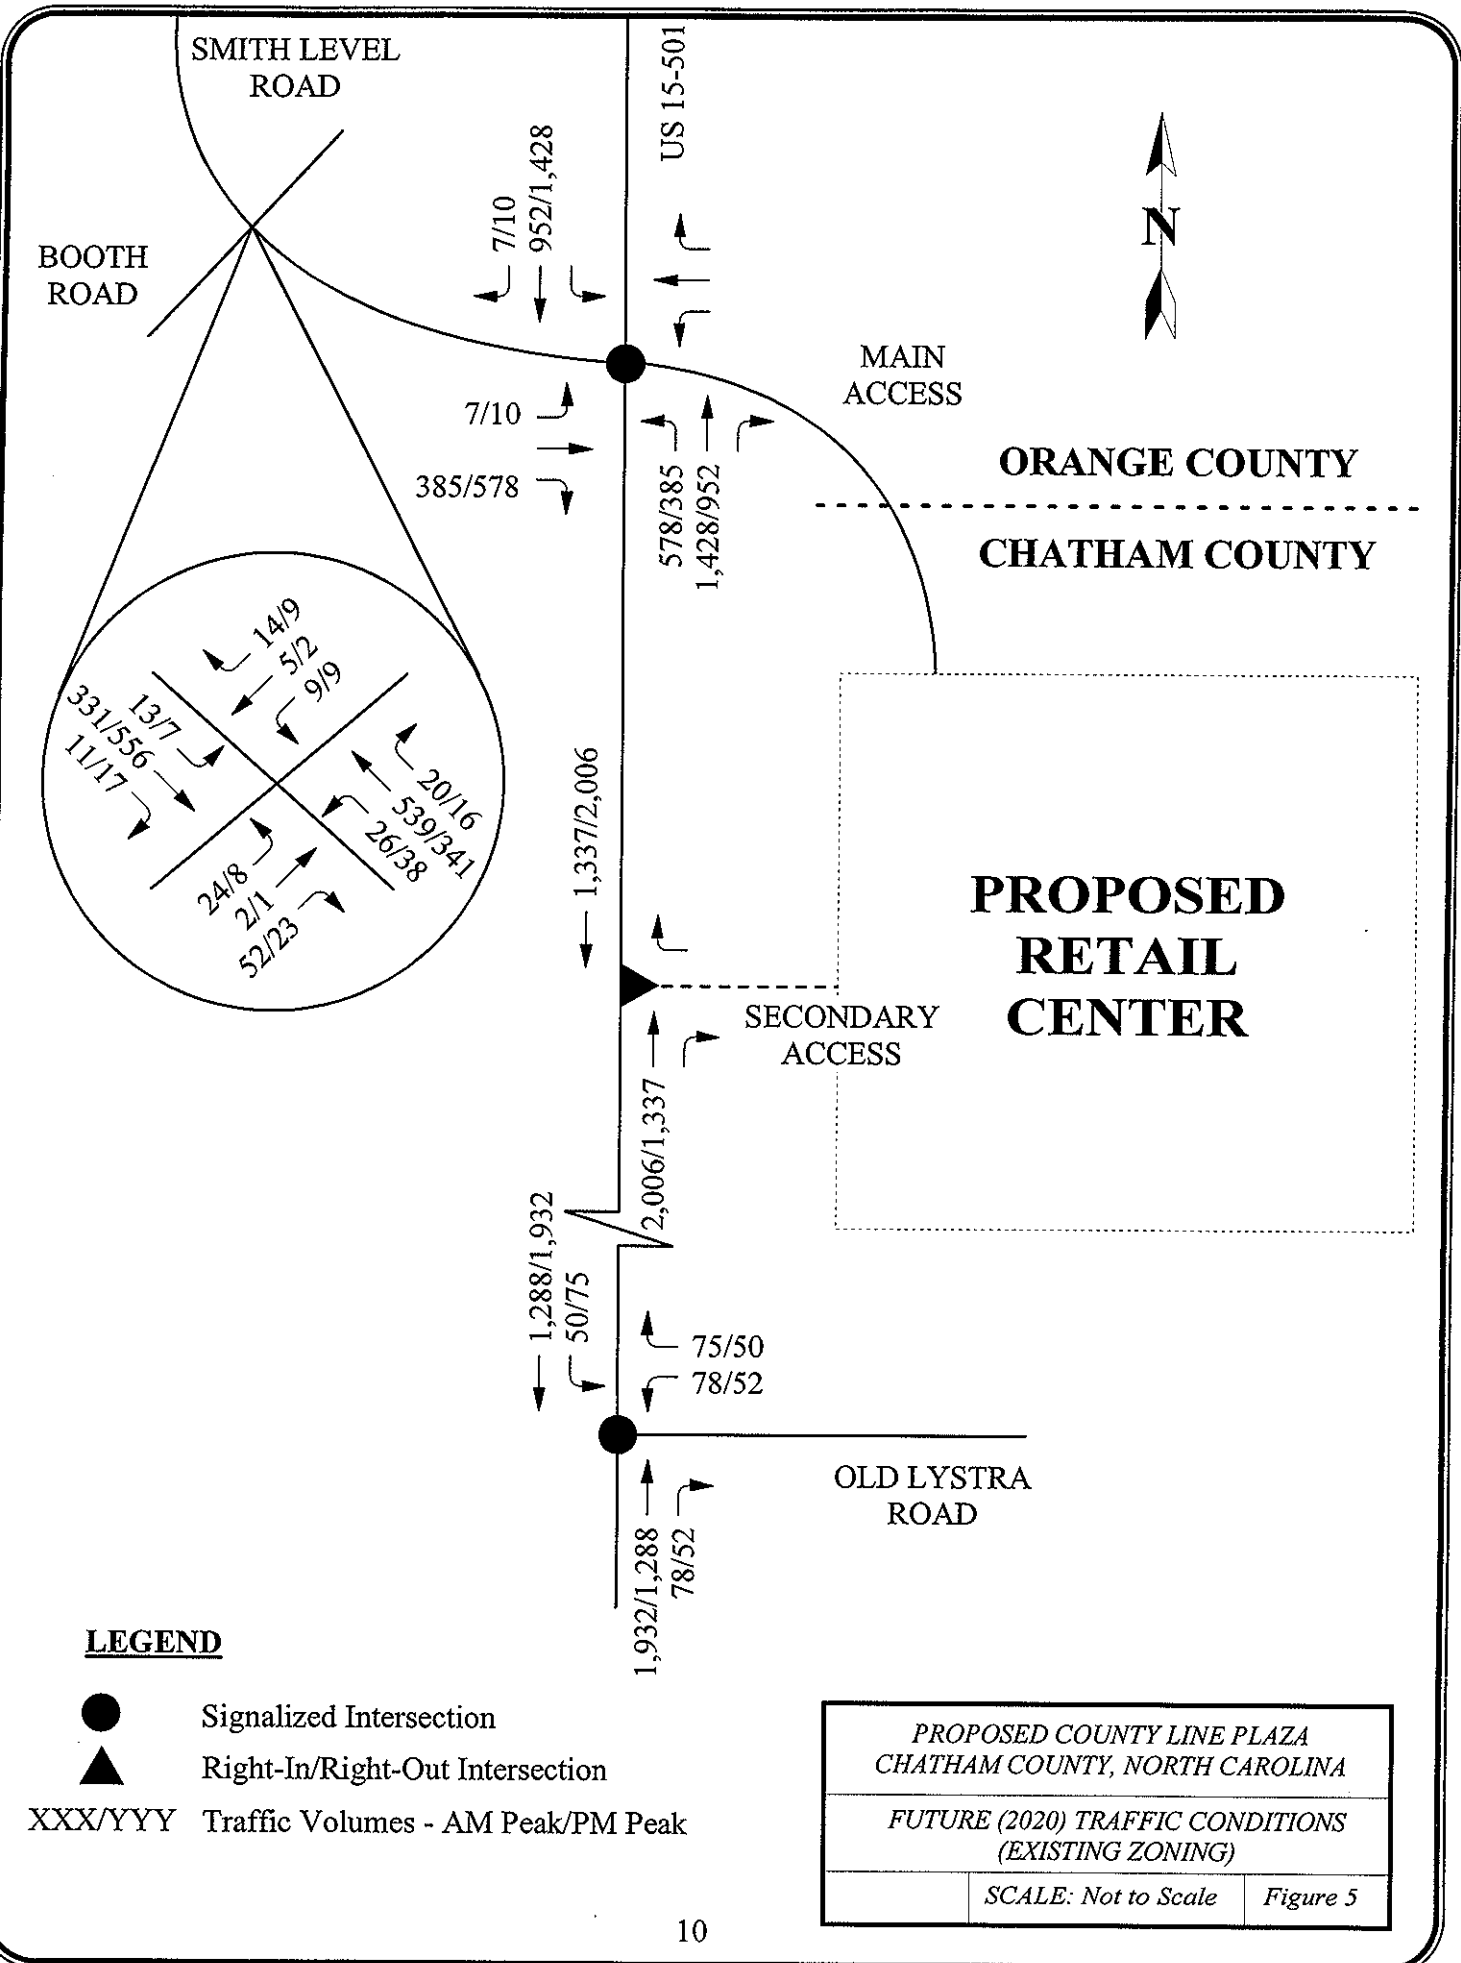 SMITH LEVEL
ROAD
US 15-501
BOOTH
ROAD
7/10
952/1,428
N
MAIN
ACCESS
7/10
385/578
578/385
1,428/952
ORANGE COUNTY
CHATHAM COUNTY
14/9
5/2
9/9
13/7
331/556
11/17
20/16
539/341
26/38
24/8
2/1
52/23
1,337/2,006
PROPOSED
RETAIL
CENTER
SECONDARY
ACCESS
2,006/1,337
1,288/1,932
50/75
75/50
78/52
OLD LYSTRA
ROAD
1,932/1,288
78/52
LEGEND
Signalized Intersection
Right-In/Right-Out Intersection
XXX/YYY Traffic Volumes - AM Peak/PM Peak
PROPOSED COUNTY LINE PLAZA
CHATHAM COUNTY, NORTH CAROLINA
FUTURE (2020) TRAFFIC CONDITIONS
(EXISTING ZONING)
SCALE: Not to Scale Figure 5
10